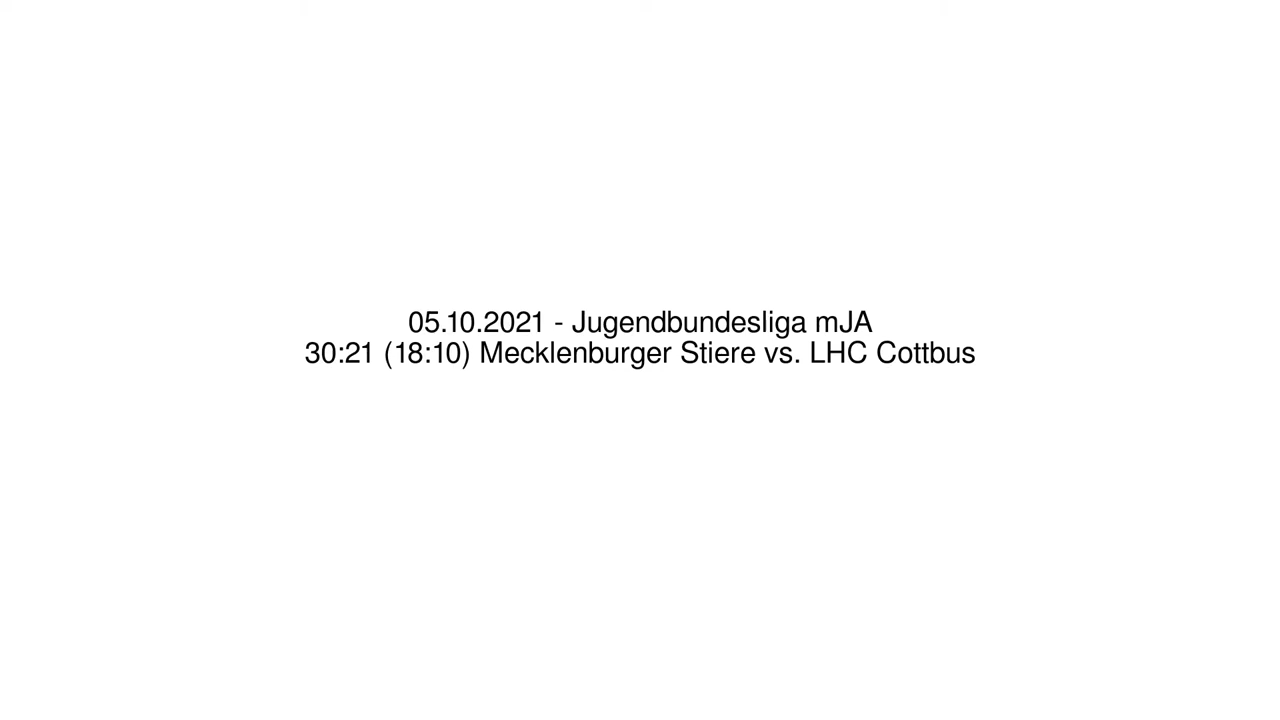 05.10.2021 - Jugendbundesliga mJA
30:21 (18:10) Mecklenburger Stiere vs. LHC Cottbus